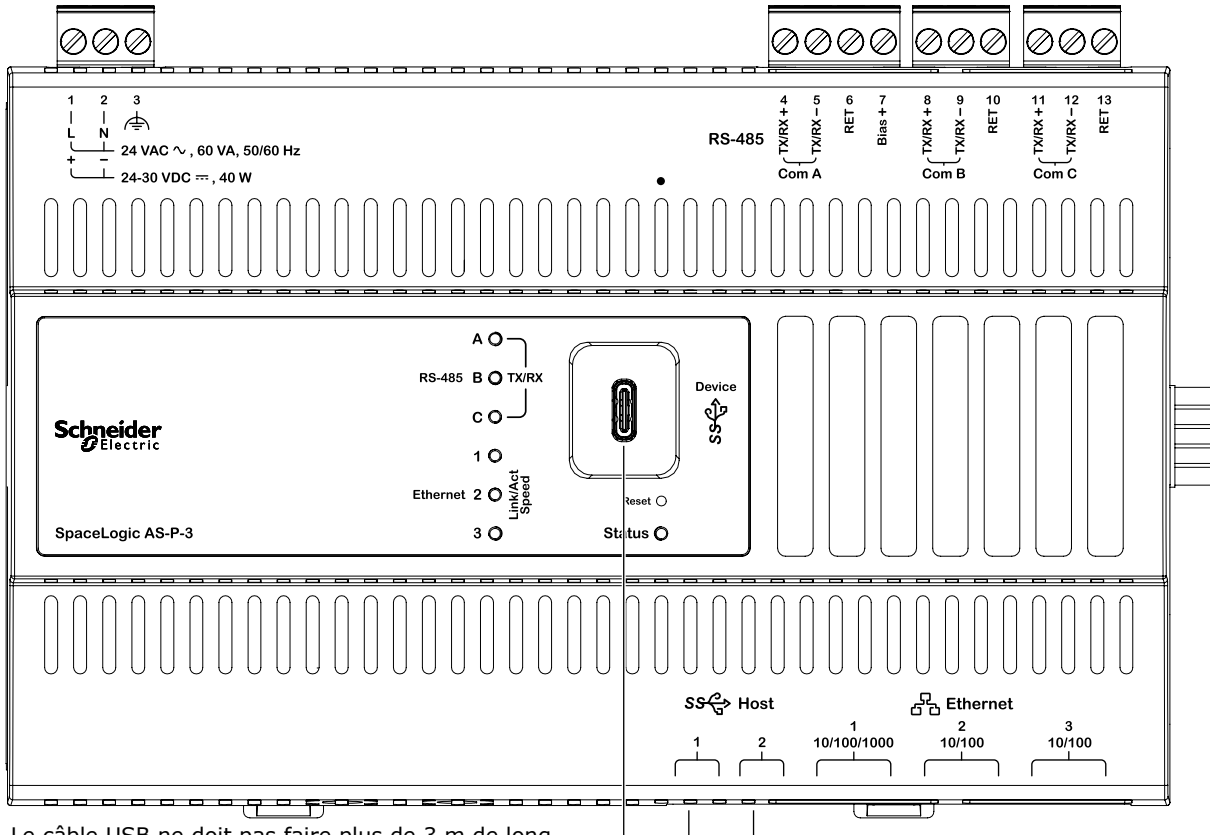 1 2 3
L N
24 VAC ∿ , 60 VA, 50/60 Hz
+ −
24-30 VDC ⎓ , 40 W
RS-485
4 5 6 7 8 9 10 11 12 13
TX/RX + TX/RX − RET Bias + TX/RX + TX/RX − RET TX/RX + TX/RX − RET
Com A Com B Com C
A
RS-485 B TX/RX
C
1
Ethernet 2 Link/Act Speed
3
Device
SS
Reset
Status
Schneider
Electric
SpaceLogic AS-P-3
SS Host
1 2
Ethernet
1 2 3
10/100/1000 10/100 10/100
Le câble USB ne doit pas faire plus de 3 m de long